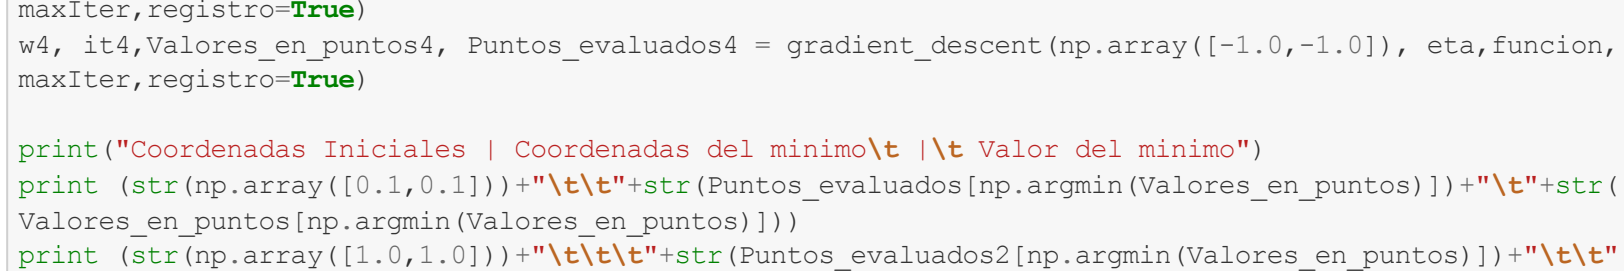 maxIter,registro=True)
w4, it4,Valores_en_puntos4, Puntos_evaluados4 = gradient_descent(np.array([-1.0,-1.0]), eta,funcion,
maxIter,registro=True)
print("Coordenadas Iniciales | Coordenadas del minimo\t |\t Valor del minimo")
print (str(np.array([0.1,0.1]))+"\t\t"+str(Puntos_evaluados[np.argmin(Valores_en_puntos)])+"\t"+str(
Valores_en_puntos[np.argmin(Valores_en_puntos)]))
print (str(np.array([1.0,1.0]))+"\t\t\t"+str(Puntos_evaluados2[np.argmin(Valores_en_puntos)])+"\t\t"